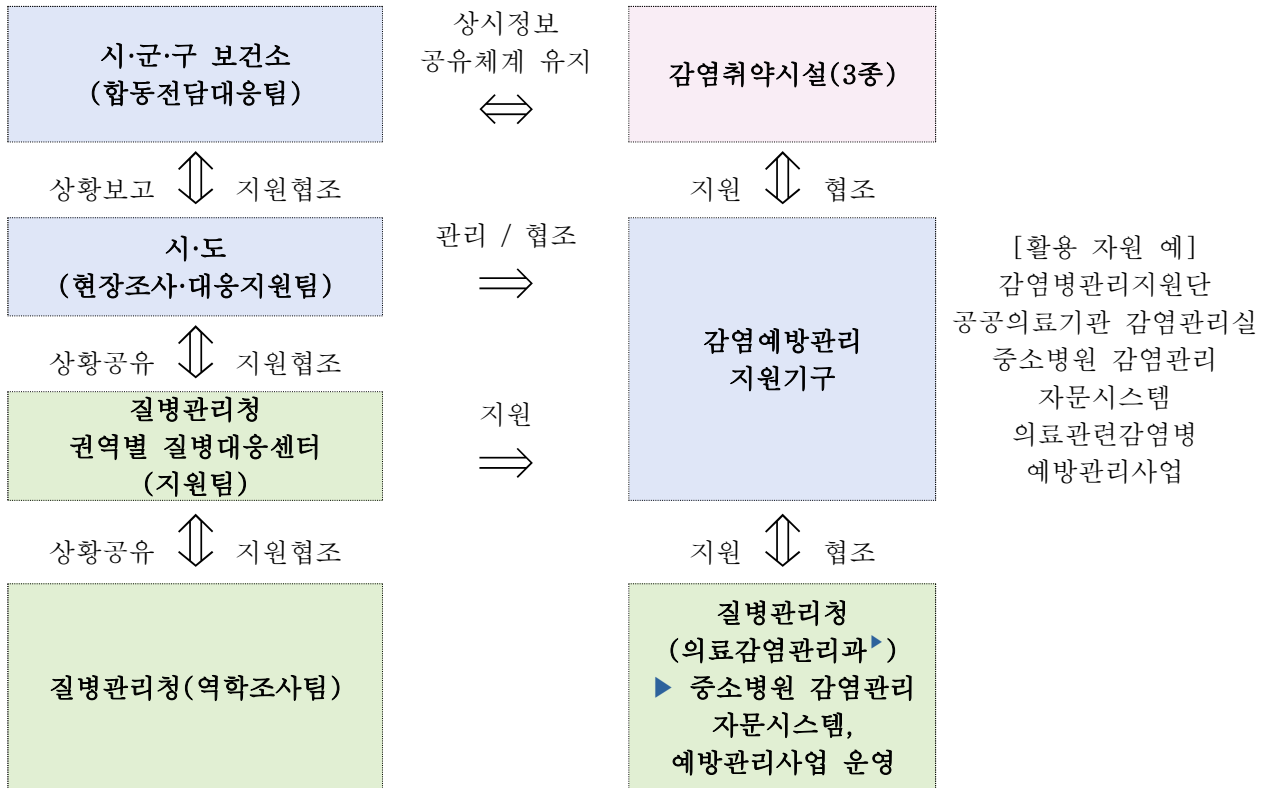 시·군·구 보건소
(합동전담대응팀)
상시정보
공유체계 유지
감염취약시설(3종)
상황보고 지원협조
지원 협조
시·도
(현장조사·대응지원팀)
관리 / 협조
감염예방관리
지원기구
[활용 자원 예]
감염병관리지원단
공공의료기관 감염관리실
중소병원 감염관리
자문시스템
의료관련감염병
예방관리사업
상황공유 지원협조
질병관리청
권역별 질병대응센터
(지원팀)
지원
상황공유 지원협조
지원 협조
질병관리청(역학조사팀)
질병관리청
(의료감염관리과▶)
▶ 중소병원 감염관리
자문시스템,
예방관리사업 운영